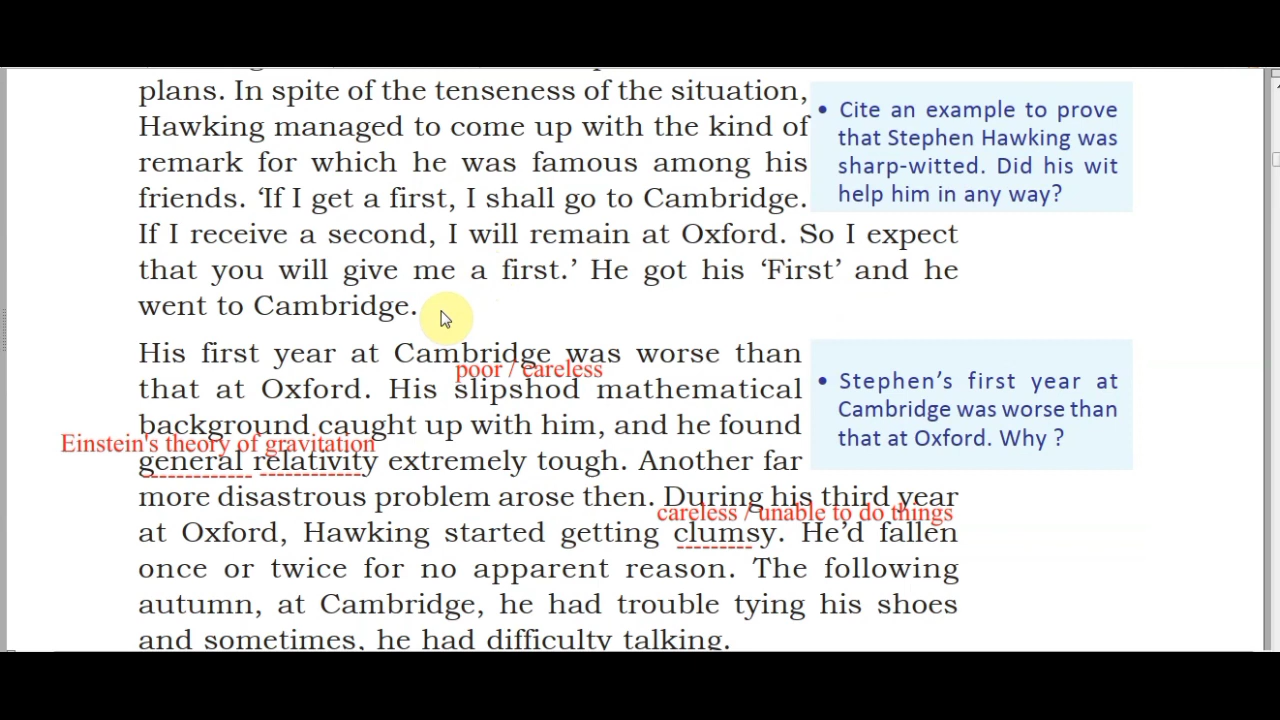 plans. In spite of the tenseness of the situation,
Hawking managed to come up with the kind of
remark for which he was famous among his
friends. ‘If I get a first, I shall go to Cambridge.
If I receive a second, I will remain at Oxford. So I expect
that you will give me a first.’ He got his ‘First’ and he
went to Cambridge.
• Cite an example to prove
that Stephen Hawking was
sharp-witted. Did his wit
help him in any way?
His first year at Cambridge was worse than
poor / careless
that at Oxford. His slipshod mathematical
background caught up with him, and he found
Einstein's theory of gravitation
general relativity extremely tough. Another far
more disastrous problem arose then. During his third year
careless / unable to do things
at Oxford, Hawking started getting clumsy. He’d fallen
once or twice for no apparent reason. The following
autumn, at Cambridge, he had trouble tying his shoes
and sometimes, he had difficulty talking.
• Stephen’s first year at
Cambridge was worse than
that at Oxford. Why ?